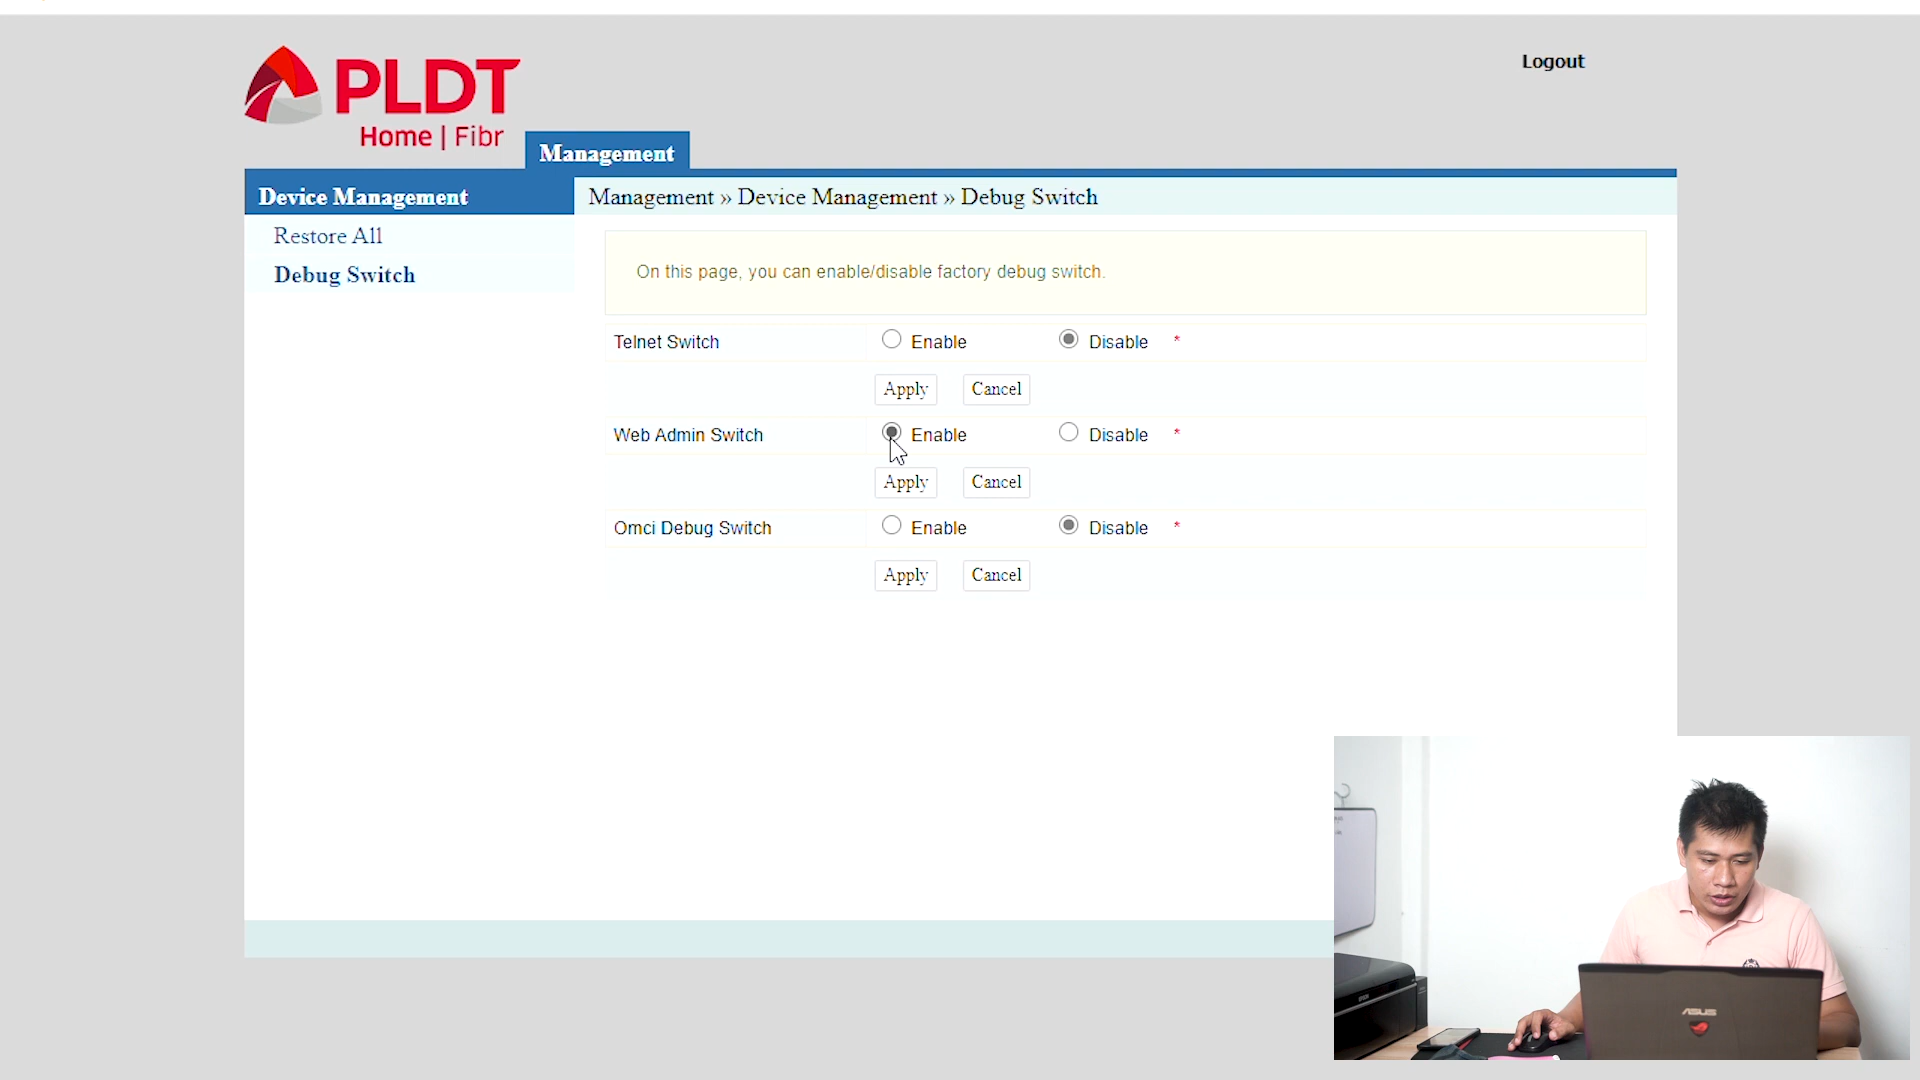 PLDT
Home | Fibr
Logout
Management
Device Management
Management » Device Management » Debug Switch
Restore All
Debug Switch
On this page, you can enable/disable factory debug switch.
Telnet Switch Enable Disable *
Apply Cancel
Web Admin Switch Enable Disable *
Apply Cancel
Omci Debug Switch Enable Disable *
Apply Cancel
EPSON
ASUS